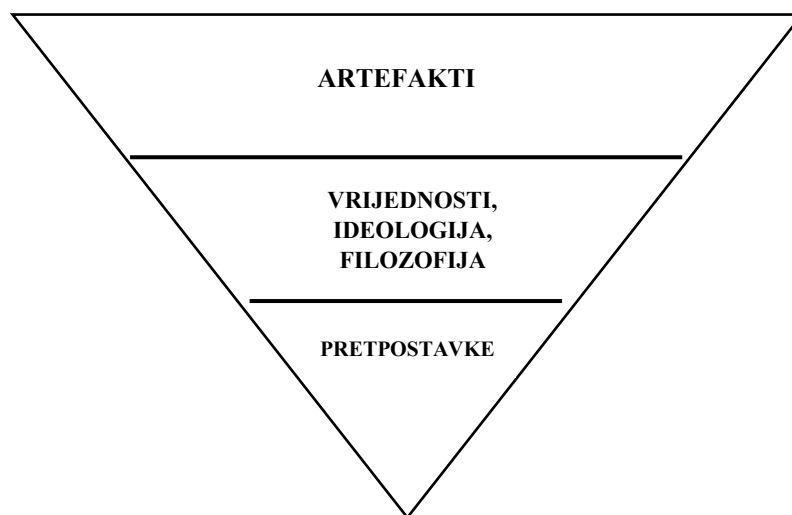 ARTEFAKTI
VRIJEDNOSTI,
IDEOLOGIJA,
FILOZOFIJA
PRETPOSTAVKE